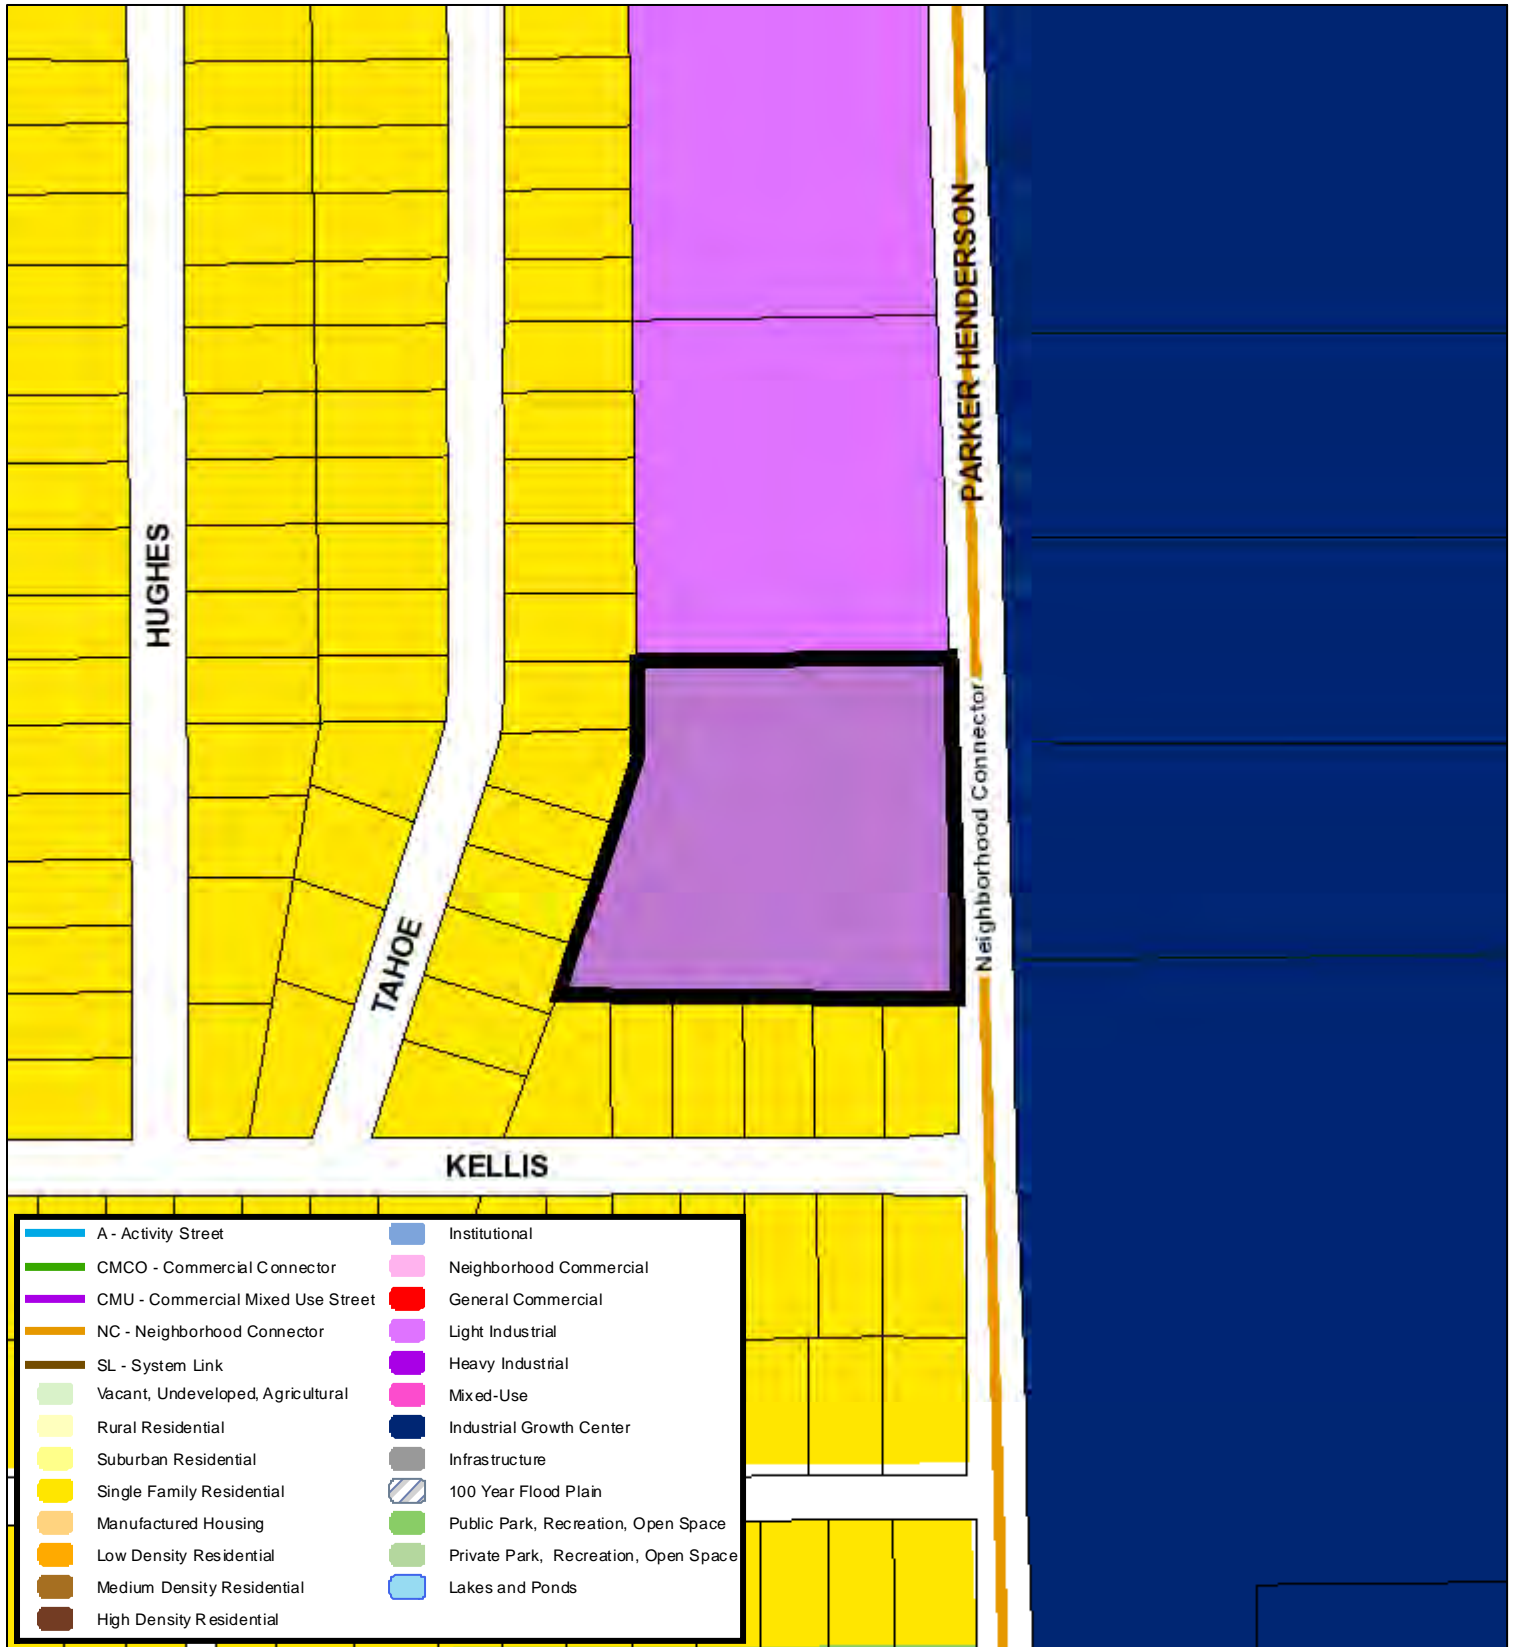 PARKER HENDERSON
HUGHES
Neighborhood Connector
TAHOE
KELLIS
A - Activity Street
CMCO - Commercial Connector
CMU - Commercial Mixed Use Street
NC - Neighborhood Connector
SL - System Link
Vacant, Undeveloped, Agricultural
Rural Residential
Suburban Residential
Single Family Residential
Manufactured Housing
Low Density Residential
Medium Density Residential
High Density Residential
Institutional
Neighborhood Commercial
General Commercial
Light Industrial
Heavy Industrial
Mixed-Use
Industrial Growth Center
Infrastructure
100 Year Flood Plain
Public Park, Recreation, Open Space
Private Park, Recreation, Open Space
Lakes and Ponds